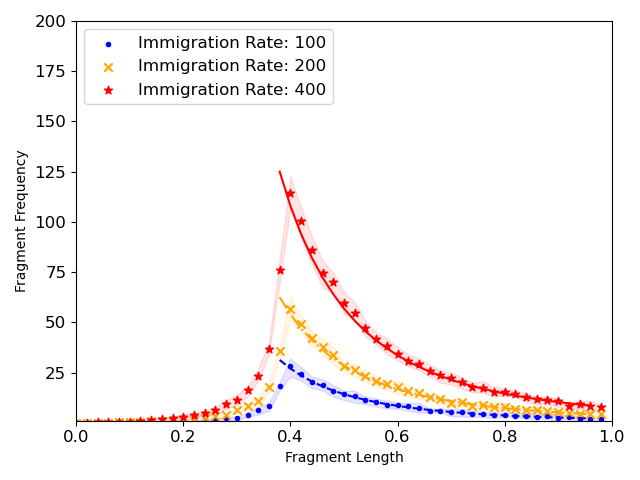 200
175
150
125
100
75
50
25
0.0 0.2 0.4 0.6 0.8 1.0
Fragment Frequency
Fragment Length
Immigration Rate: 100
Immigration Rate: 200
Immigration Rate: 400